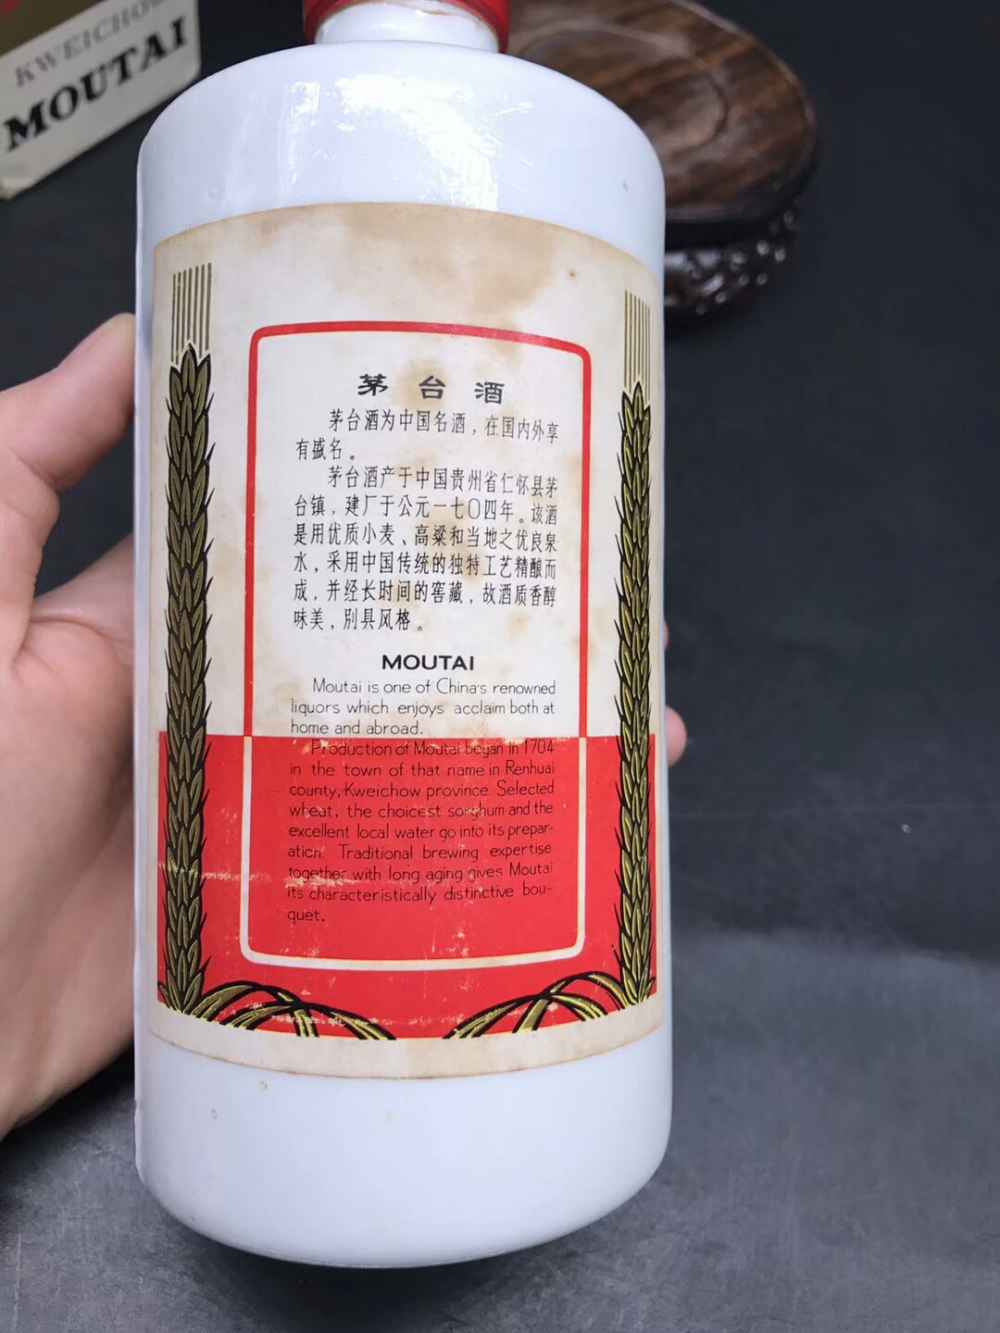 KWEICHOW
MOUTAI
茅台酒
茅台酒为中国名酒，在国内外享
有盛名。
茅台酒产于中国贵州省仁怀县茅
台镇，建厂于公元一七〇四年。该酒
是用优质小麦、高粱和当地之优良泉
水，采用中国传统的独特工艺精酿而
成，并经长时间的窖藏，故酒质香醇
味美，别具风格。
MOUTAI
Moutai is one of China's renowned
liquors which enjoys acclaim both at
home and abroad.
Production of Moutai began in 1704
in the town of that name in Renhuai
county, Kweichow province. Selected
wheat, the choicest sorghum and the
excellent local water go into its prepar-
ation. Traditional brewing expertise
together with long aging gives Moutai
its characteristically distinctive bou-
quet.